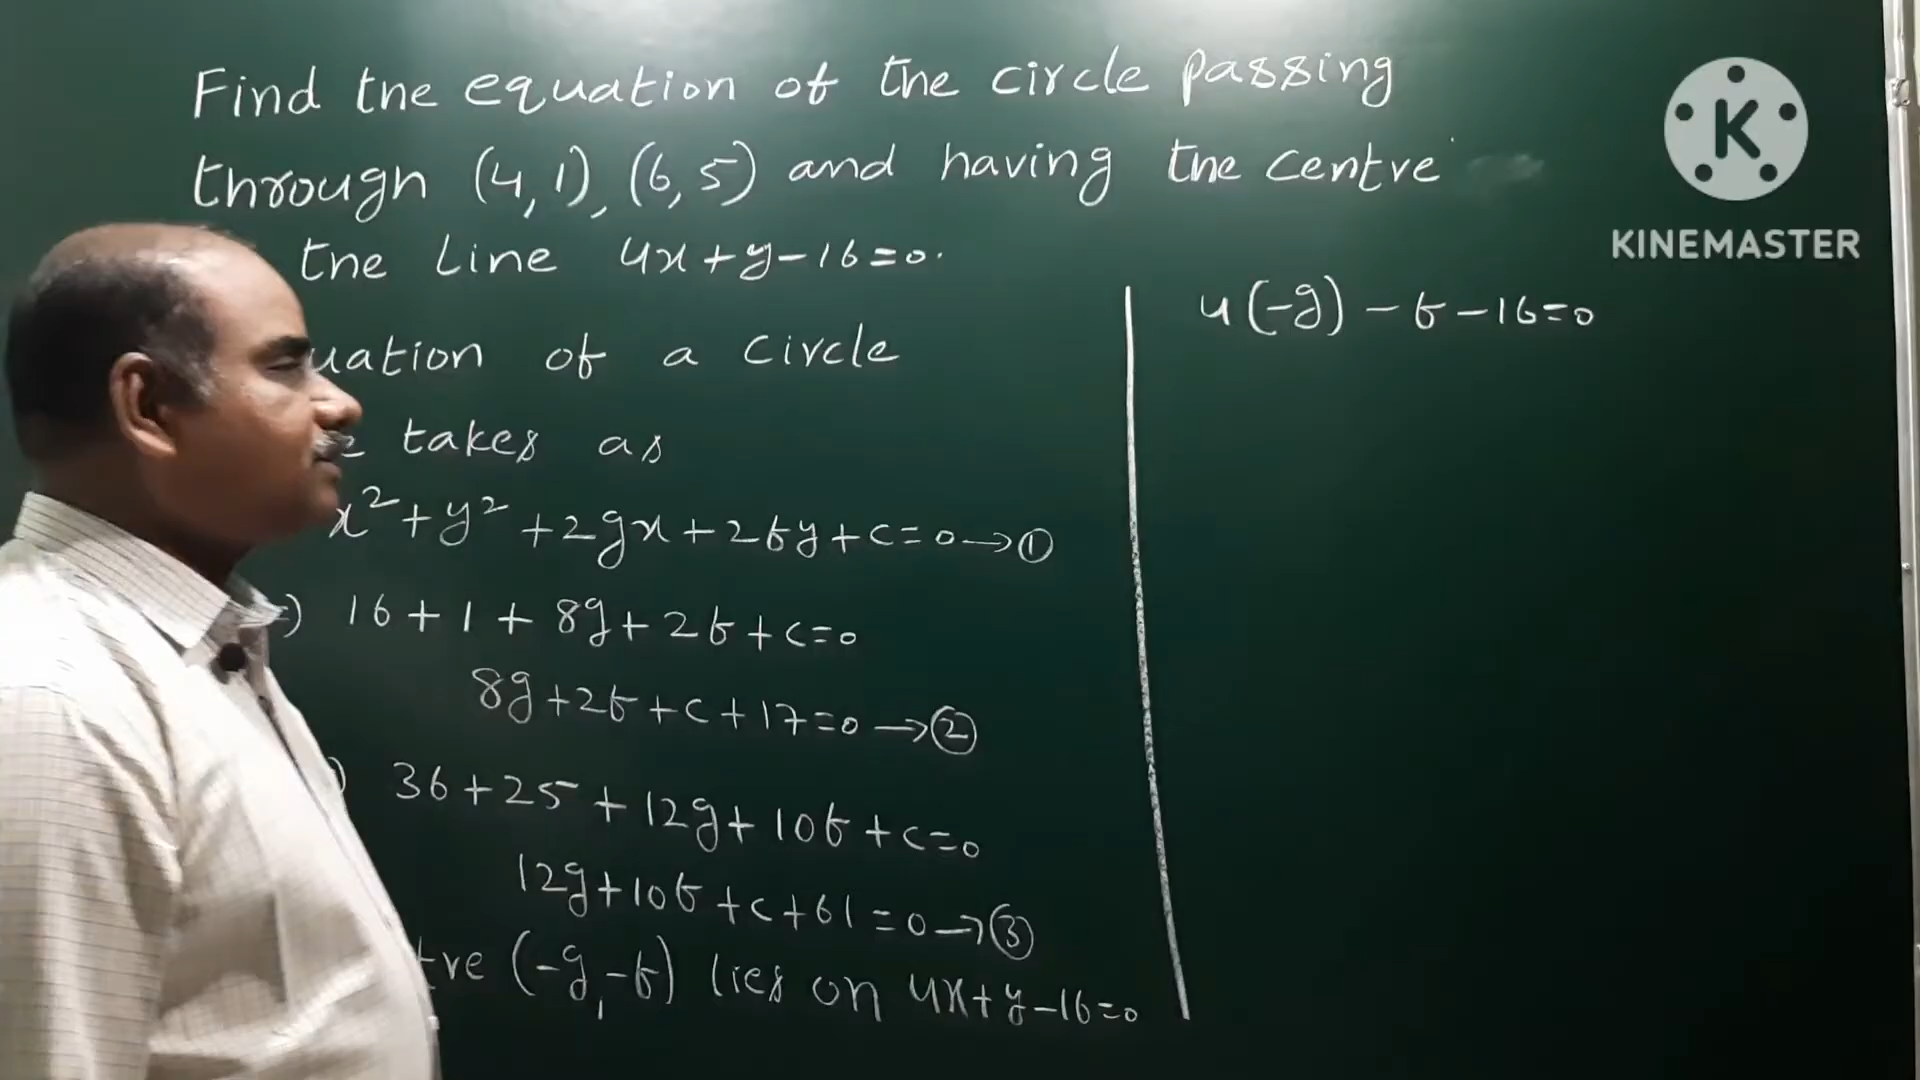 Find the equation of the circle passing
through (4,1), (6,5) and having the centre
the Line 4x+y-16=0.
uation of a circle
takes as
x²+y²+2gx+2fy+c=0→①
16+1+8g+2f+c=0
8g+2f+c+17=0→②
36+25+12g+10f+c=0
12g+10f+c+61=0→③
tre (-g,-f) lies on 4x+y-16=0
4(-g)-f-16=0
K
KINEMASTER